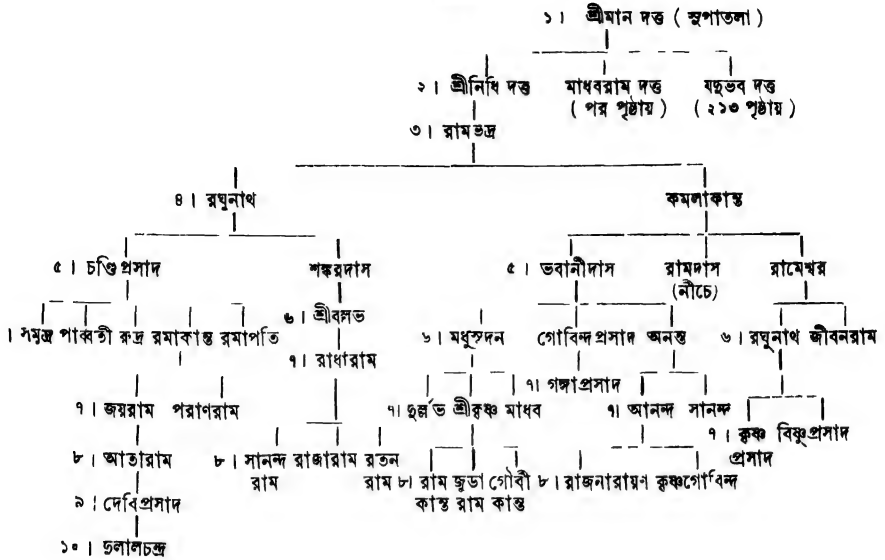 ১। শ্রীমান দত্ত ( সুপাতলা )
২। শ্রীনিধি দত্ত মাধবরাম দত্ত যদুভব দত্ত
( পর পৃষ্ঠায় ) ( ২১৩ পৃষ্ঠায় )
৩। রামভদ্র
৪। রঘুনাথ কমলাকান্ত
৫। চণ্ডিপ্রসাদ শঙ্করদাস ৫। ভবানীদাস রামদাস রামেশ্বর
(নীচে)
৬। শ্রীবল্লভ
। সমুদ্র পার্ব্বতী রুদ্র রমাকান্ত রমাপতি ৬। মধুসূদন গোবিন্দপ্রসাদ অনন্ত ৬। রঘুনাথ জীবনরাম
৭। রাধারাম
৭। গঙ্গাপ্রসাদ
৭। জয়রাম পরাণরাম ৭। দুর্ল্লভ শ্রীকৃষ্ণ মাধব ৭। আনন্দ সানন্দ
৭। কৃষ্ণ বিষ্ণুপ্রসাদ
প্রসাদ
৮। আতারাম ৮। সানন্দ রাজারাম রতন
রাম রাম ৮। রাম জুড়া গৌরী ৮। রাজনারায়ণ কৃষ্ণগোবিন্দ
কান্ত রাম কান্ত
৯। দেবিপ্রসাদ
১০। দুলালচন্দ্র